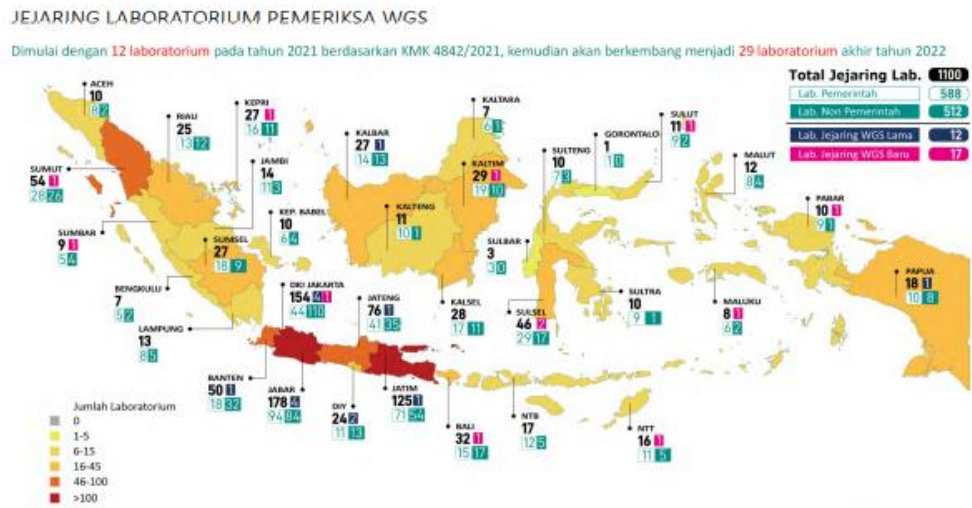 JEJARING LABORATORIUM PEMERIKSA WGS
Dimulai dengan 12 laboratorium pada tahun 2021 berdasarkan KMK 4842/2021, kemudian akan berkembang menjadi 29 laboratorium akhir tahun 2022
Total Jejaring Lab. 1100
Lab. Pemerintah 588
Lab. Non Pemerintah 512
Lab. Jejaring WGS Lama 12
Lab. Jejaring WGS Baru 17
ACEH
10
8 2
RIAU
25
13 12
KEPRI
27 1
16 11
KALBAR
27 1
14 13
KALTARA
7
6 1
GORONTALO
1
1 0
SULUT
11 1
9 2
SUMUT
54 1
28 26
JAMBI
14
11 3
KALTIM
29 1
19 10
SULTENG
10
7 3
MALUT
12
8 4
PABAR
10 1
9 1
SUMBAR
9 1
5 4
SUMSEL
27
18 9
KEP. BABEL
10
6 4
KALTENG
11
10 1
SULBAR
3
3 0
BENGKULU
7
5 2
DKI JAKARTA
154 4 1
44 110
JATENG
76 1
41 35
KALSEL
28
17 11
SULSEL
46 2
29 17
SULTRA
10
9 1
MALUKU
8 1
6 2
PAPUA
18 1
10 8
LAMPUNG
13
8 5
BANTEN
50 1
18 32
JABAR
178 4
94 84
DIY
24 2
11 13
JATIM
125 1
71 54
BALI
32 1
15 17
NTB
17
12 5
NTT
16 1
11 5
Jumlah Laboratorium
0
1-5
6-15
16-45
46-100
>100